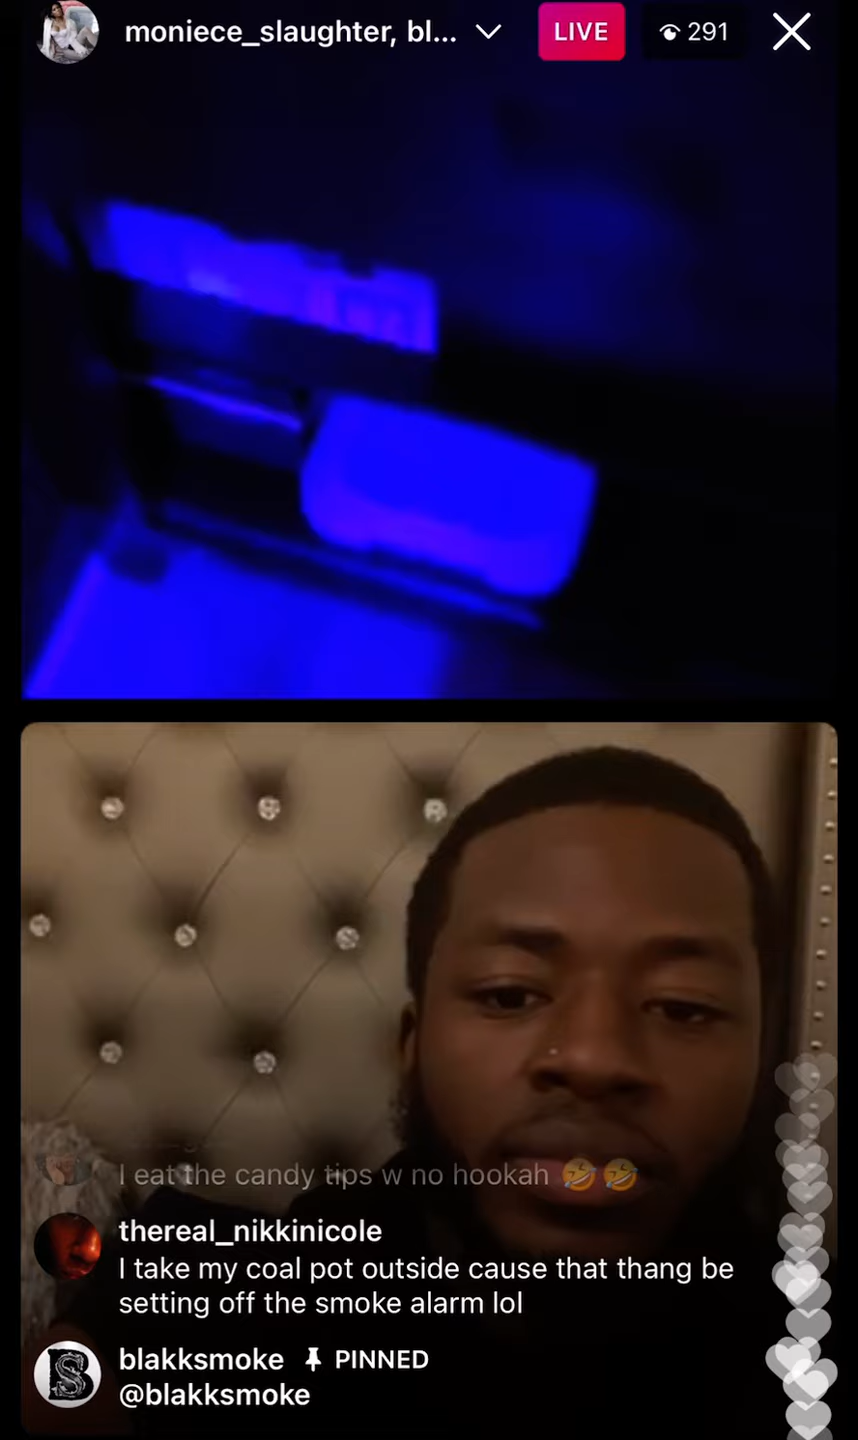 moniece_slaughter, bl...
LIVE
291
I eat the candy tips w no hookah 🤣🤣
thereal_nikkinicole
I take my coal pot outside cause that thang be
setting off the smoke alarm lol
blakksmoke PINNED
@blakksmoke